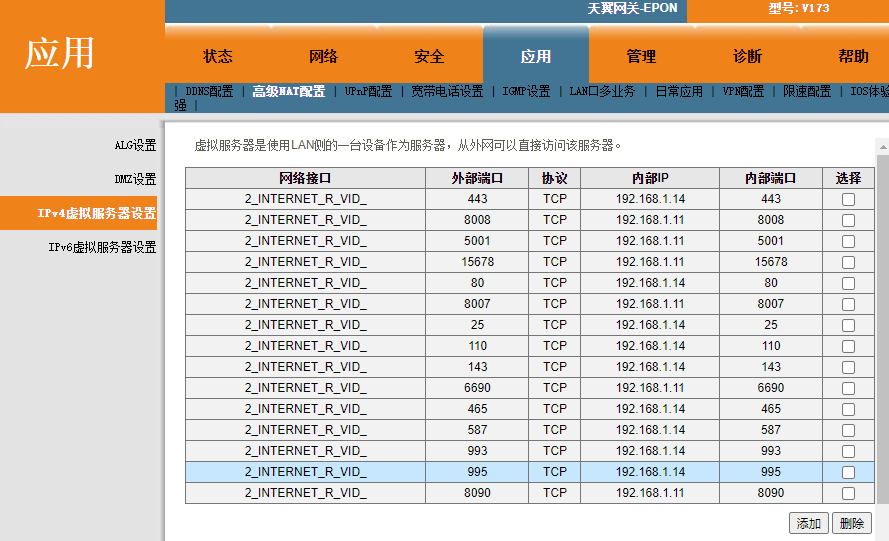 天翼网关-EPON 型号: V173
应用
状态 网络 安全 应用 管理 诊断 帮助
| DDNS配置 | 高级NAT配置 | UPnP配置 | 宽带电话设置 | IGMP设置 | LAN口多业务 | 日常应用 | VPN配置 | 限速配置 | IOS体验
强 |
ALG设置
DMZ设置
IPv4虚拟服务器设置
IPv6虚拟服务器设置
虚拟服务器是使用LAN侧的一台设备作为服务器，从外网可以直接访问该服务器。
网络接口 外部端口 协议 内部IP 内部端口 选择
2_INTERNET_R_VID_ 443 TCP 192.168.1.14 443
2_INTERNET_R_VID_ 8008 TCP 192.168.1.11 8008
2_INTERNET_R_VID_ 5001 TCP 192.168.1.11 5001
2_INTERNET_R_VID_ 15678 TCP 192.168.1.11 15678
2_INTERNET_R_VID_ 80 TCP 192.168.1.14 80
2_INTERNET_R_VID_ 8007 TCP 192.168.1.11 8007
2_INTERNET_R_VID_ 25 TCP 192.168.1.14 25
2_INTERNET_R_VID_ 110 TCP 192.168.1.14 110
2_INTERNET_R_VID_ 143 TCP 192.168.1.14 143
2_INTERNET_R_VID_ 6690 TCP 192.168.1.11 6690
2_INTERNET_R_VID_ 465 TCP 192.168.1.14 465
2_INTERNET_R_VID_ 587 TCP 192.168.1.14 587
2_INTERNET_R_VID_ 993 TCP 192.168.1.14 993
2_INTERNET_R_VID_ 995 TCP 192.168.1.14 995
2_INTERNET_R_VID_ 8090 TCP 192.168.1.11 8090
添加 删除